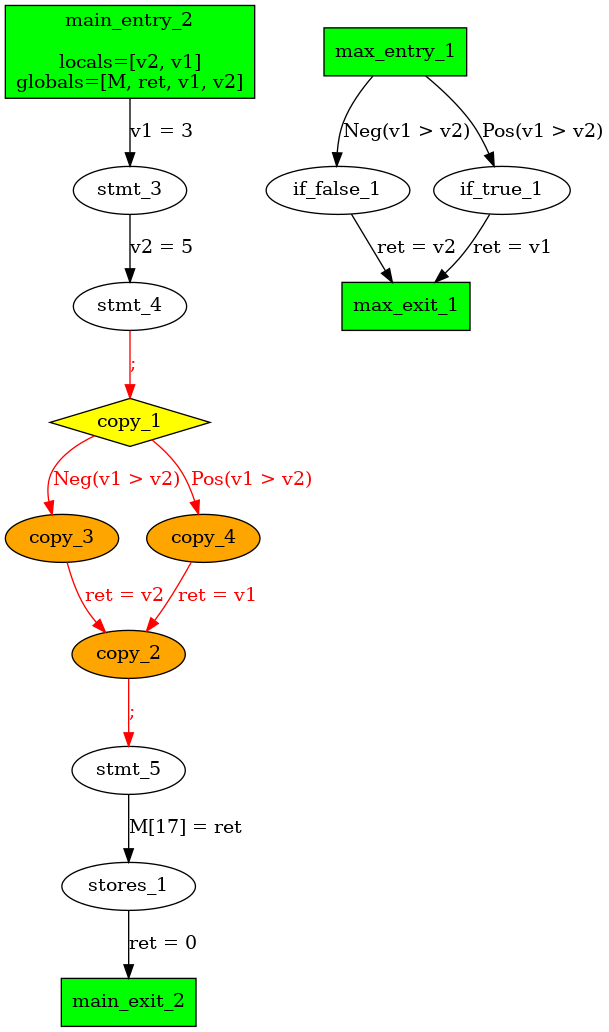 main_entry_2
locals=[v2, v1]
globals=[M, ret, v1, v2]
v1 = 3
stmt_3
v2 = 5
stmt_4
;
copy_1
Neg(v1 > v2)
Pos(v1 > v2)
copy_3
copy_4
ret = v2
ret = v1
copy_2
;
stmt_5
M[17] = ret
stores_1
ret = 0
main_exit_2
max_entry_1
Neg(v1 > v2)
Pos(v1 > v2)
if_false_1
if_true_1
ret = v2
ret = v1
max_exit_1